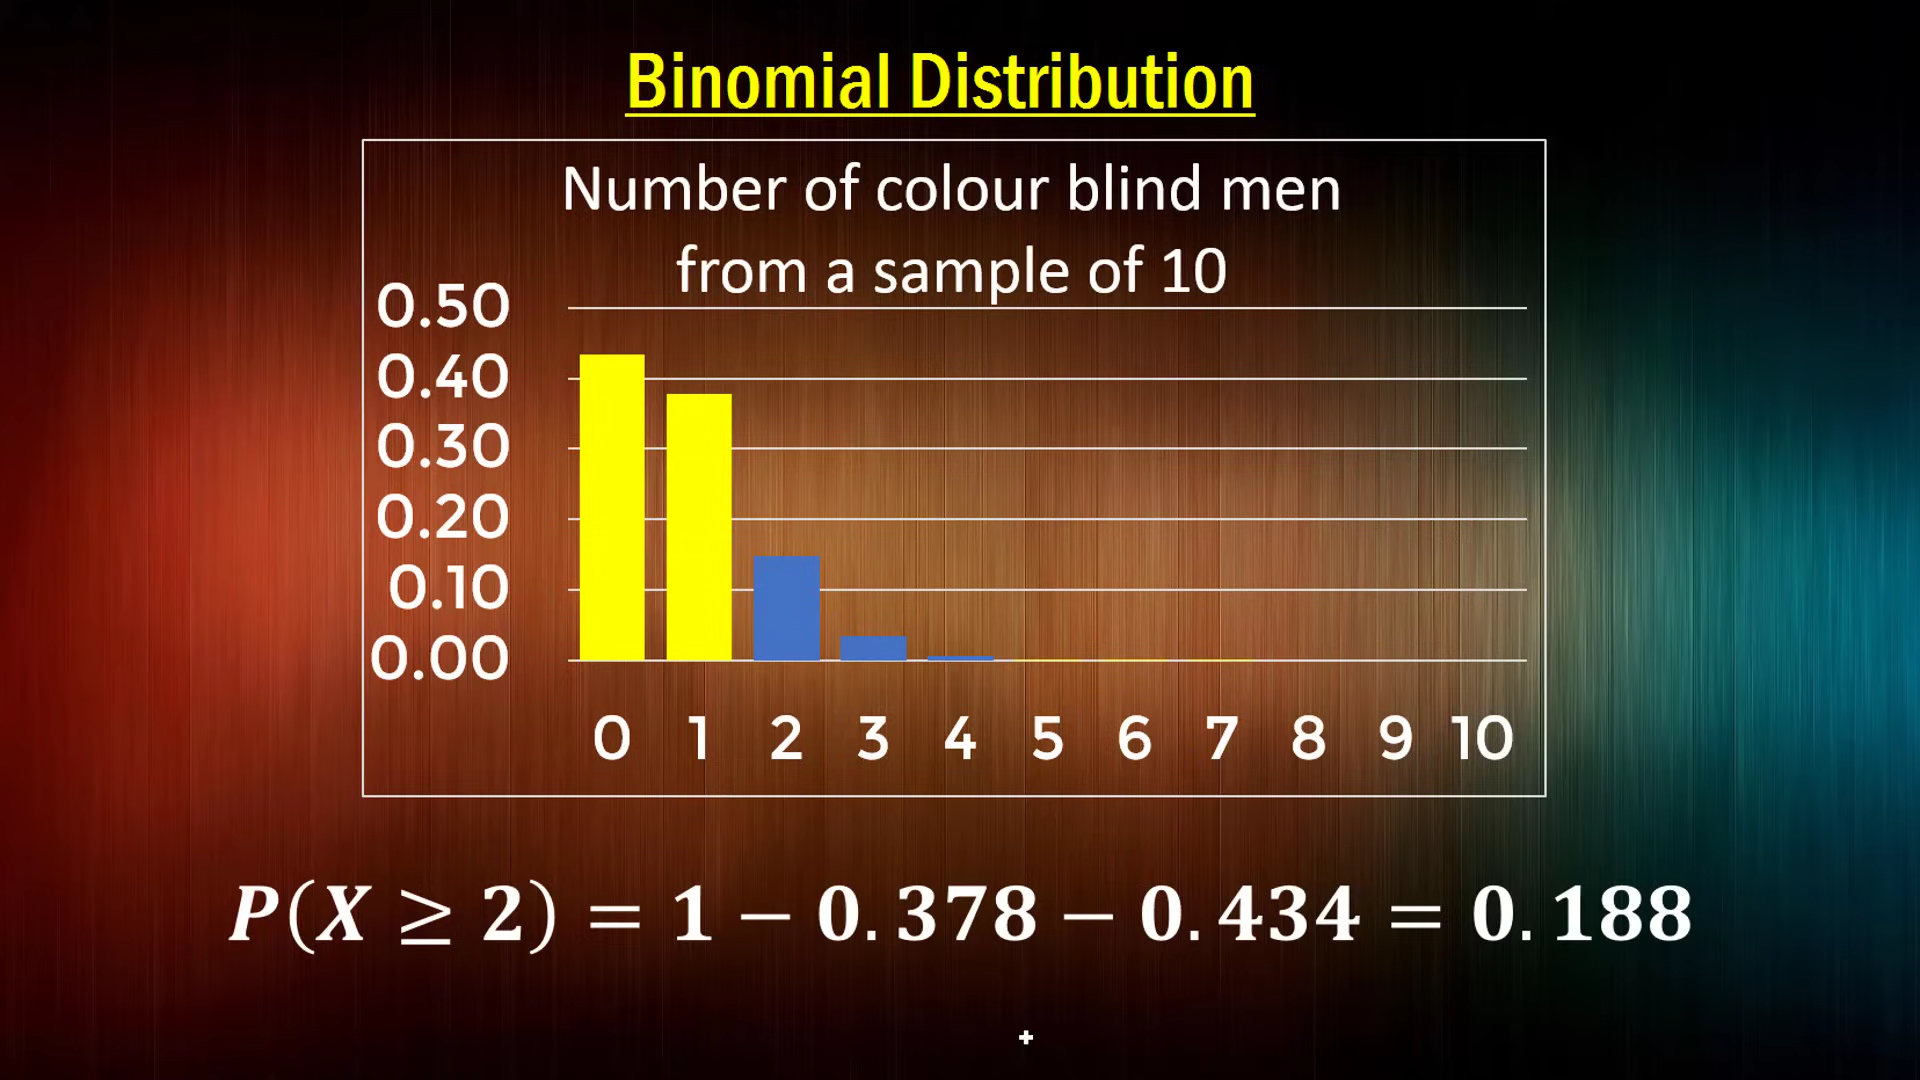 Binomial Distribution
Number of colour blind men
from a sample of 10
0.50
0.40
0.30
0.20
0.10
0.00
0 1 2 3 4 5 6 7 8 9 10
P(X ≥ 2) = 1 − 0.378 − 0.434 = 0.188